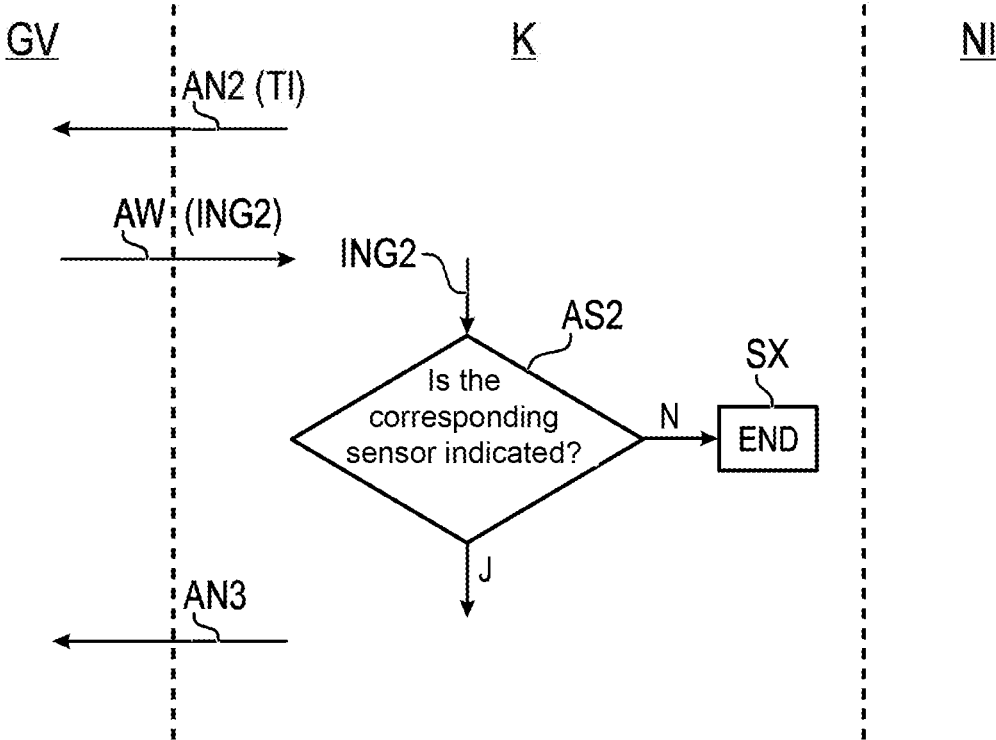 GV
K
NI
AN2 (TI)
AW (ING2)
ING2
AS2
Is the
corresponding
sensor indicated?
N
SX
END
J
AN3